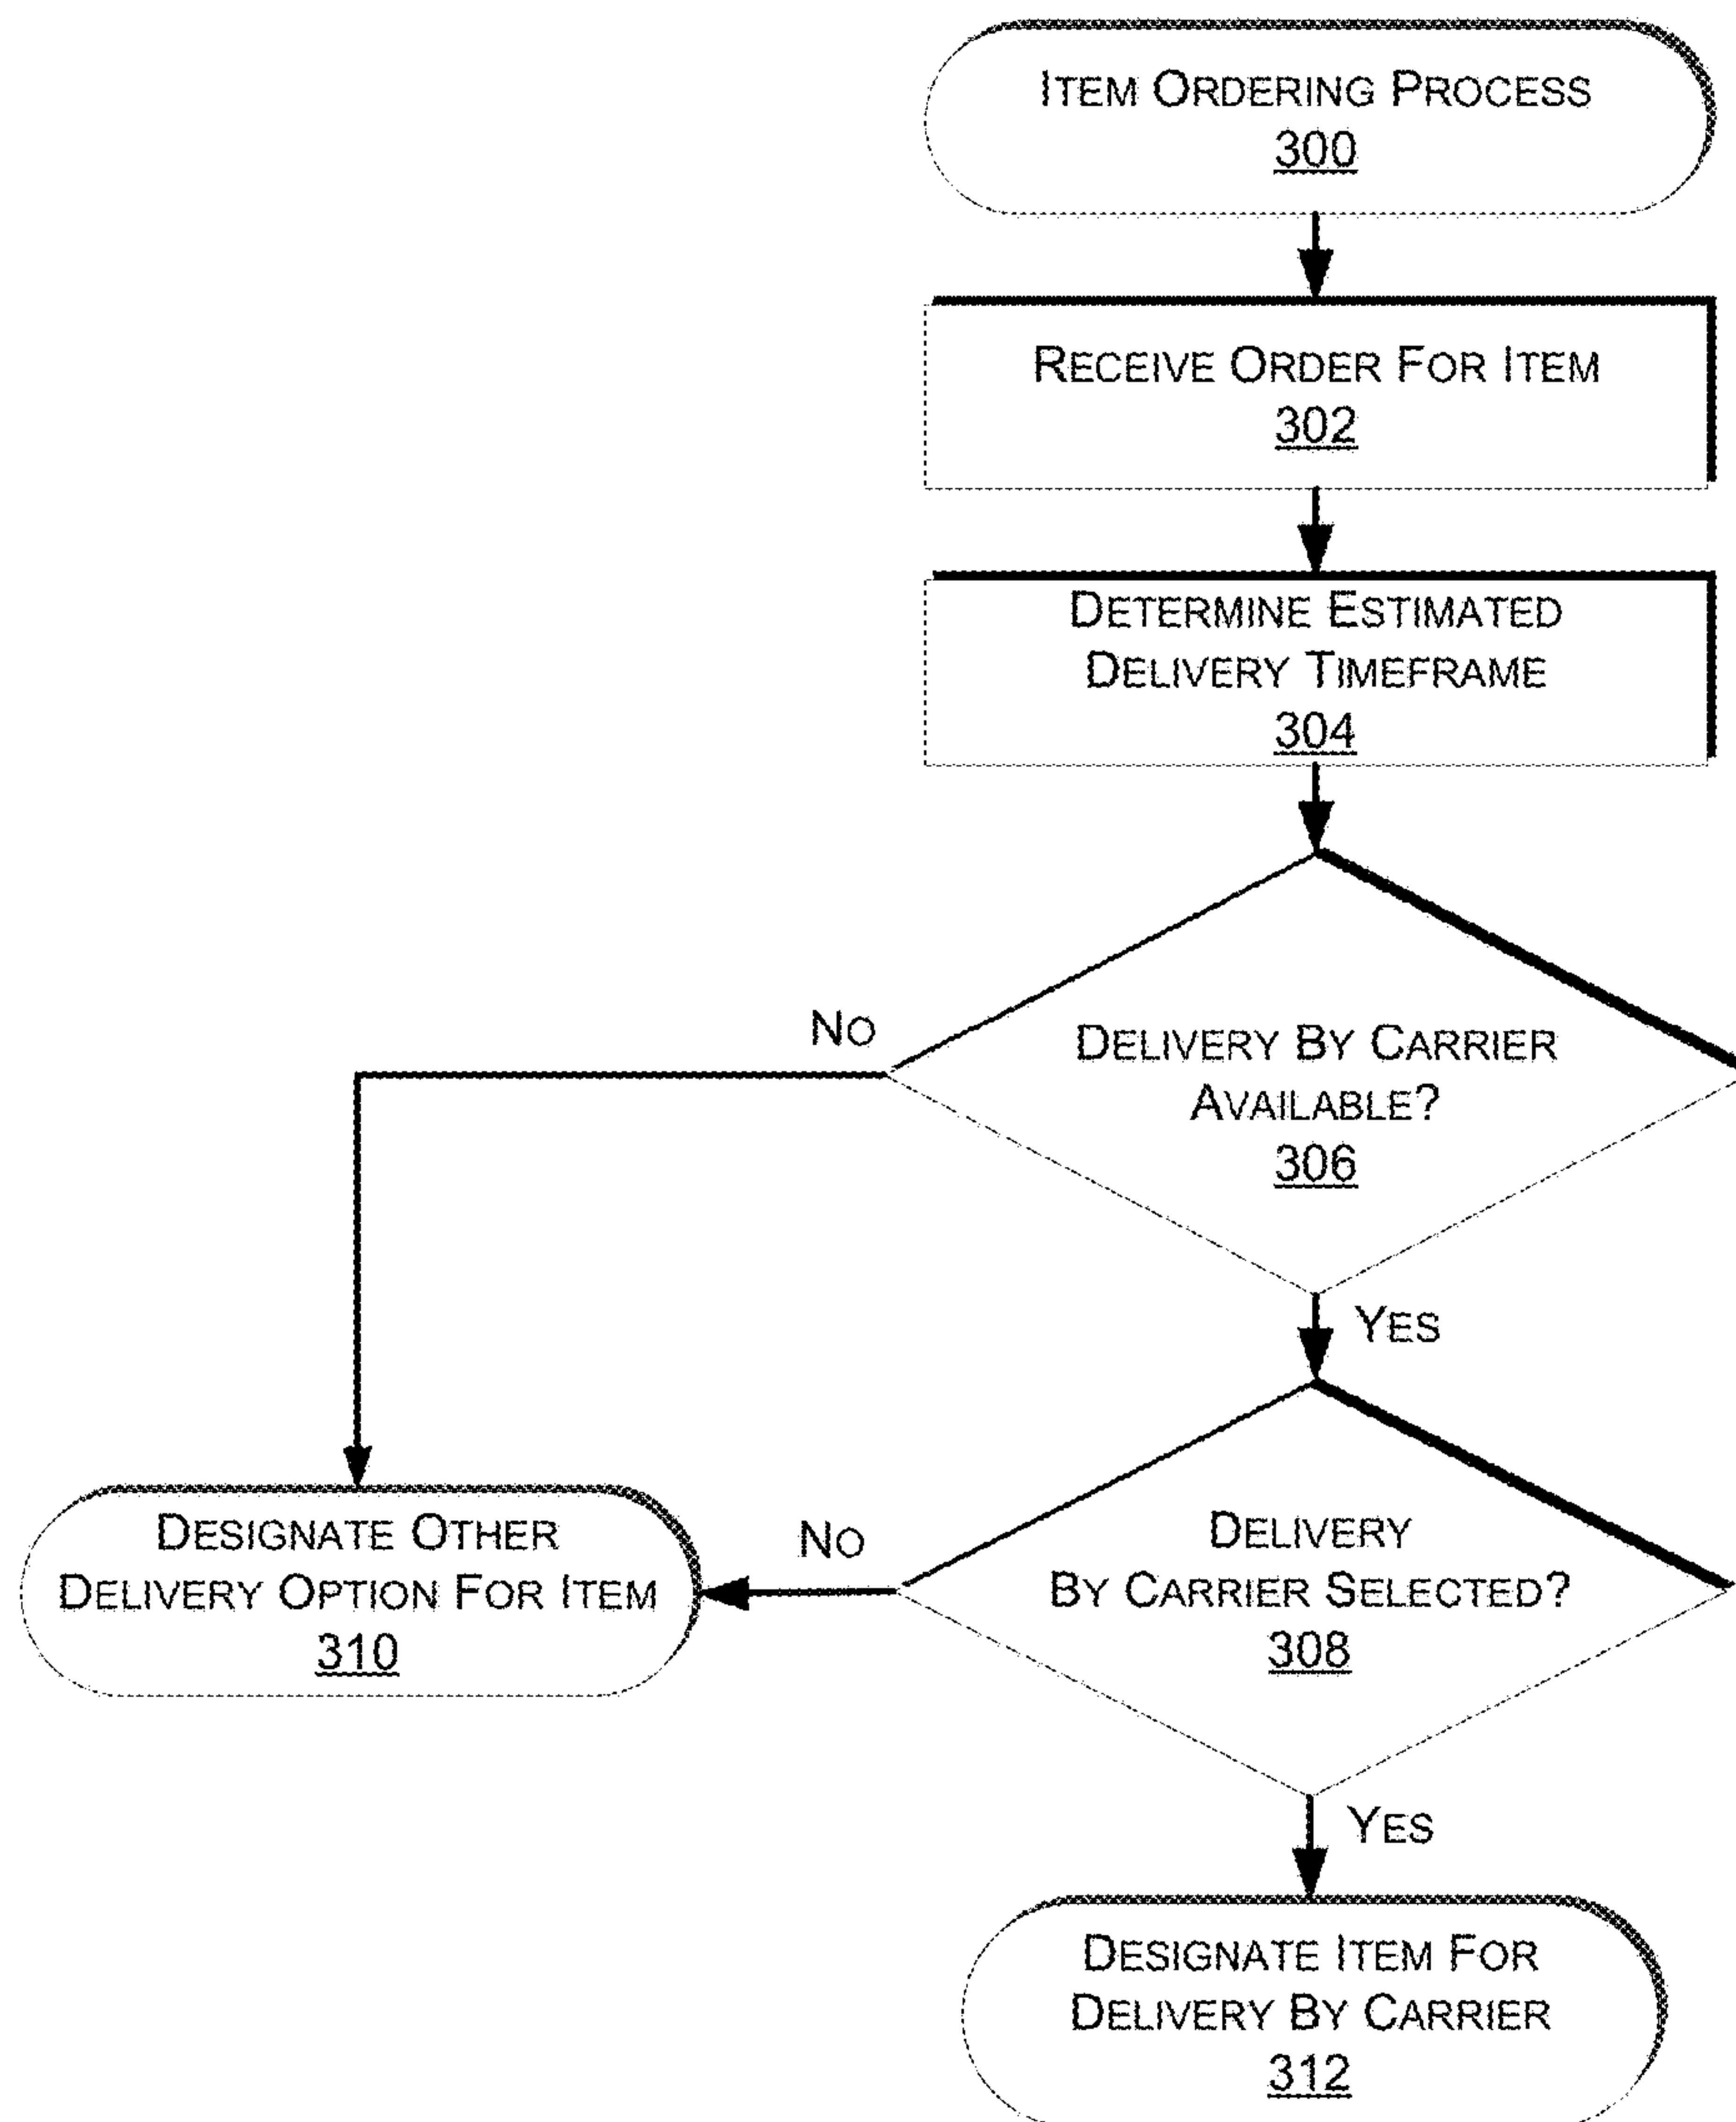 ITEM ORDERING PROCESS
300
RECEIVE ORDER FOR ITEM
302
DETERMINE ESTIMATED
DELIVERY TIMEFRAME
304
NO
DELIVERY BY CARRIER
AVAILABLE?
306
YES
DESIGNATE OTHER
DELIVERY OPTION FOR ITEM
310
NO
DELIVERY
BY CARRIER SELECTED?
308
YES
DESIGNATE ITEM FOR
DELIVERY BY CARRIER
312